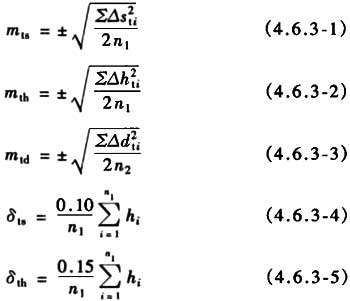 m_ts = ± √(ΣΔs²_ti / 2n₁) (4.6.3-1)
m_th = ± √(ΣΔh²_ti / 2n₁) (4.6.3-2)
m_td = ± √(ΣΔd²_ti / 2n₂) (4.6.3-3)
δ_ts = 0.10/n₁ Σ_{i=1}^{n₁} h_i (4.6.3-4)
δ_th = 0.15/n₁ Σ_{i=1}^{n₁} h_i (4.6.3-5)